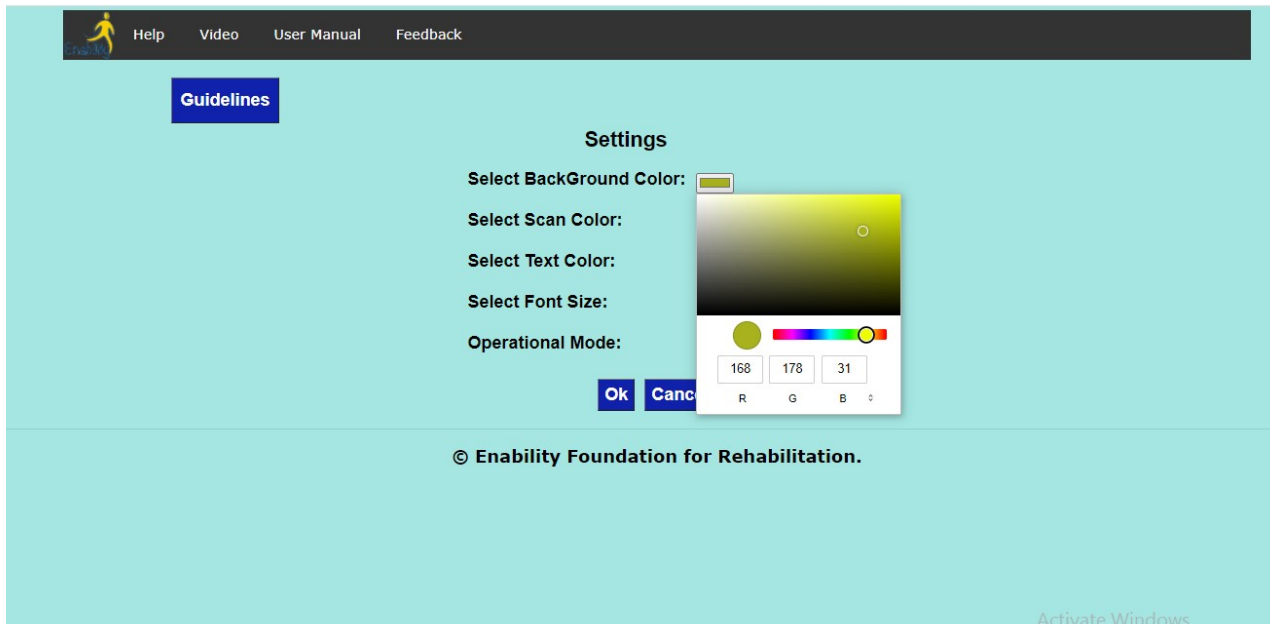 Enability
Help Video User Manual Feedback
Guidelines
Settings
Select BackGround Color:
Select Scan Color:
Select Text Color:
Select Font Size:
168 178 31
Operational Mode:
R G B
Ok Canc
© Enability Foundation for Rehabilitation.
Activate Windows